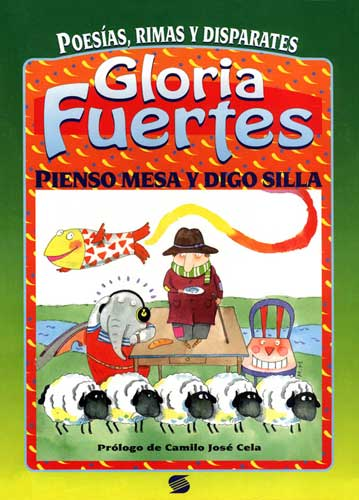 POESÍAS, RIMAS Y DISPARATES
Gloria
Fuertes
PIENSO MESA Y DIGO SILLA
Prólogo de Camilo José Cela